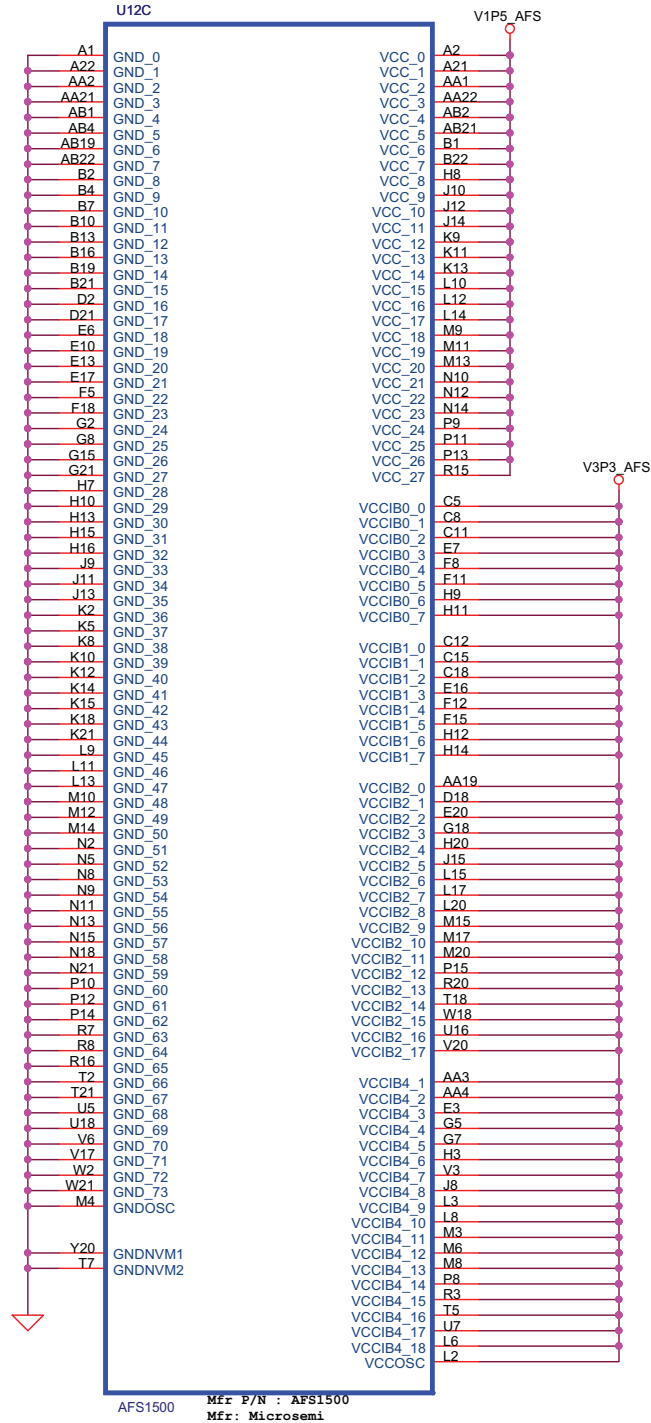 U12C
V1P5_AFS
A1 GND_0 VCC_0 A2
A22 GND_1 VCC_1 A21
AA2 GND_2 VCC_2 AA1
AA21 GND_3 VCC_3 AA22
AB1 GND_4 VCC_4 AB2
AB4 GND_5 VCC_5 AB21
AB19 GND_6 VCC_6 B1
AB22 GND_7 VCC_7 B22
B2 GND_8 VCC_8 H8
B4 GND_9 VCC_9 J10
B7 GND_10 VCC_10 J12
B10 GND_11 VCC_11 J14
B13 GND_12 VCC_12 K9
B16 GND_13 VCC_13 K11
B19 GND_14 VCC_14 K13
B21 GND_15 VCC_15 L10
D2 GND_16 VCC_16 L12
D21 GND_17 VCC_17 L14
E6 GND_18 VCC_18 M9
E10 GND_19 VCC_19 M11
E13 GND_20 VCC_20 M13
E17 GND_21 VCC_21 N10
F5 GND_22 VCC_22 N12
F18 GND_23 VCC_23 N14
G2 GND_24 VCC_24 P9
G8 GND_25 VCC_25 P11
G15 GND_26 VCC_26 P13
G21 GND_27 VCC_27 R15
V3P3_AFS
H7 GND_28
H10 GND_29 VCCIB0_0 C5
H13 GND_30 VCCIB0_1 C8
H15 GND_31 VCCIB0_2 C11
H16 GND_32 VCCIB0_3 E7
J9 GND_33 VCCIB0_4 F8
J11 GND_34 VCCIB0_5 F11
J13 GND_35 VCCIB0_6 H9
K2 GND_36 VCCIB0_7 H11
K5 GND_37
K8 GND_38 VCCIB1_0 C12
K10 GND_39 VCCIB1_1 C15
K12 GND_40 VCCIB1_2 C18
K14 GND_41 VCCIB1_3 E16
K15 GND_42 VCCIB1_4 F12
K18 GND_43 VCCIB1_5 F15
K21 GND_44 VCCIB1_6 H12
L9 GND_45 VCCIB1_7 H14
L11 GND_46
L13 GND_47 VCCIB2_0 AA19
M10 GND_48 VCCIB2_1 D18
M12 GND_49 VCCIB2_2 E20
M14 GND_50 VCCIB2_3 G18
N2 GND_51 VCCIB2_4 H20
N5 GND_52 VCCIB2_5 J15
N8 GND_53 VCCIB2_6 L15
N9 GND_54 VCCIB2_7 L17
N11 GND_55 VCCIB2_8 L20
N13 GND_56 VCCIB2_9 M15
N15 GND_57 VCCIB2_10 M17
N18 GND_58 VCCIB2_11 M20
N21 GND_59 VCCIB2_12 P15
P10 GND_60 VCCIB2_13 R20
P12 GND_61 VCCIB2_14 T18
P14 GND_62 VCCIB2_15 W18
R7 GND_63 VCCIB2_16 U16
R8 GND_64 VCCIB2_17 V20
R16 GND_65
T2 GND_66 VCCIB4_1 AA3
T21 GND_67 VCCIB4_2 AA4
U5 GND_68 VCCIB4_3 E3
U18 GND_69 VCCIB4_4 G5
V6 GND_70 VCCIB4_5 G7
V17 GND_71 VCCIB4_6 H3
W2 GND_72 VCCIB4_7 V3
W21 GND_73 VCCIB4_8 J8
M4 GNDOSC VCCIB4_9 L3
VCCIB4_10 L8
VCCIB4_11 M3
Y20 GNDNVM1 VCCIB4_12 M6
T7 GNDNVM2 VCCIB4_13 M8
VCCIB4_14 P8
VCCIB4_15 R3
VCCIB4_16 T5
VCCIB4_17 U7
VCCIB4_18 L6
VCCOSC L2
AFS1500
Mfr P/N : AFS1500
Mfr: Microsemi